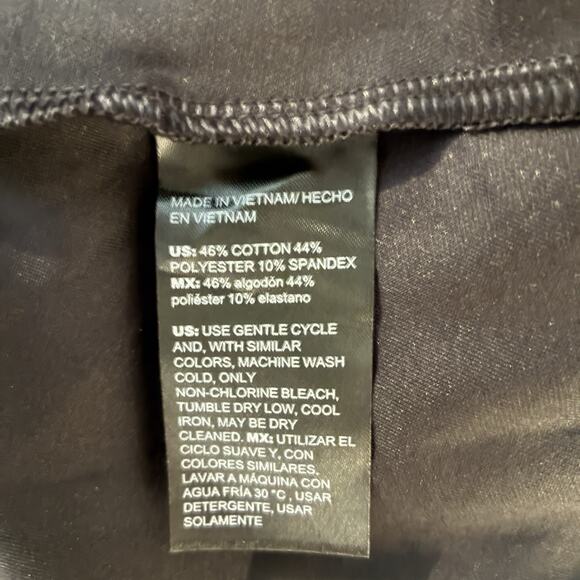 MADE IN VIETNAM/ HECHO
EN VIETNAM
US: 46% COTTON 44%
POLYESTER 10% SPANDEX
MX: 46% algodón 44%
poliéster 10% elastano
US: USE GENTLE CYCLE
AND, WITH SIMILAR
COLORS, MACHINE WASH
COLD, ONLY
NON-CHLORINE BLEACH,
TUMBLE DRY LOW, COOL
IRON, MAY BE DRY
CLEANED. MX: UTILIZAR EL
CICLO SUAVE Y, CON
COLORES SIMILARES,
LAVAR A MÁQUINA CON
AGUA FRÍA 30 °C , USAR
DETERGENTE, USAR
SOLAMENTE